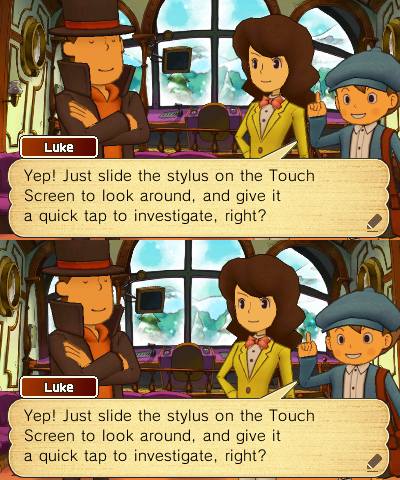 Luke
Yep! Just slide the stylus on the Touch
Screen to look around, and give it
a quick tap to investigate, right?
Luke
Yep! Just slide the stylus on the Touch
Screen to look around, and give it
a quick tap to investigate, right?